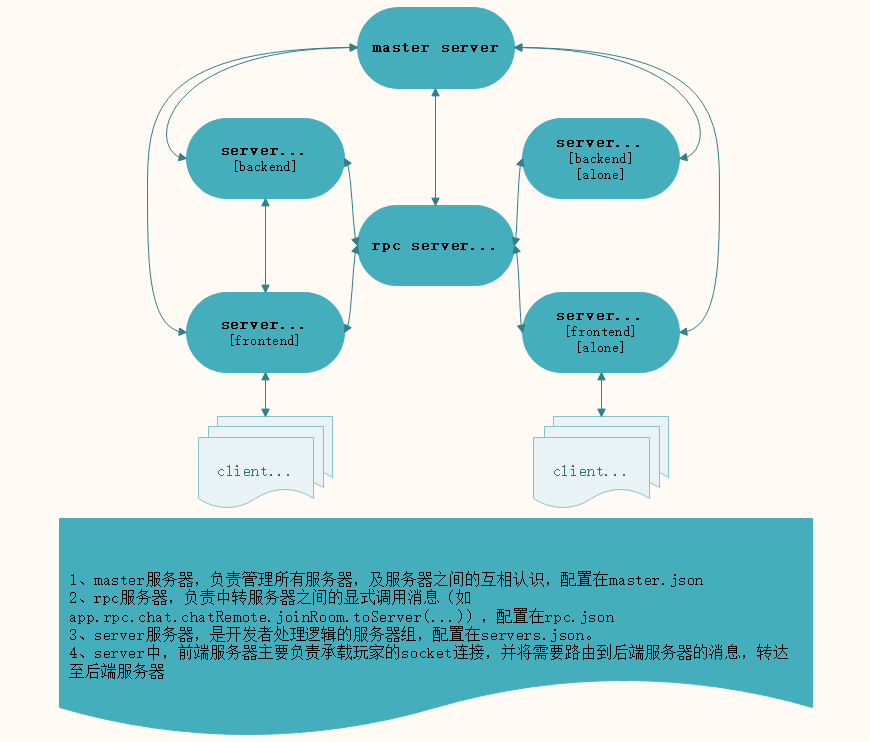 master server
server...
[backend]
server...
[backend]
[alone]
rpc server...
server...
[frontend]
server...
[frontend]
[alone]
client...
client...
1、master服务器，负责管理所有服务器，及服务器之间的互相认识，配置在master.json
2、rpc服务器，负责中转服务器之间的显式调用消息（如
app.rpc.chat.chatRemote.joinRoom.toServer(...)），配置在rpc.json
3、server服务器，是开发者处理逻辑的服务器组，配置在servers.json。
4、server中，前端服务器主要负责承载玩家的socket连接，并将需要路由到后端服务器的消息，转达
至后端服务器